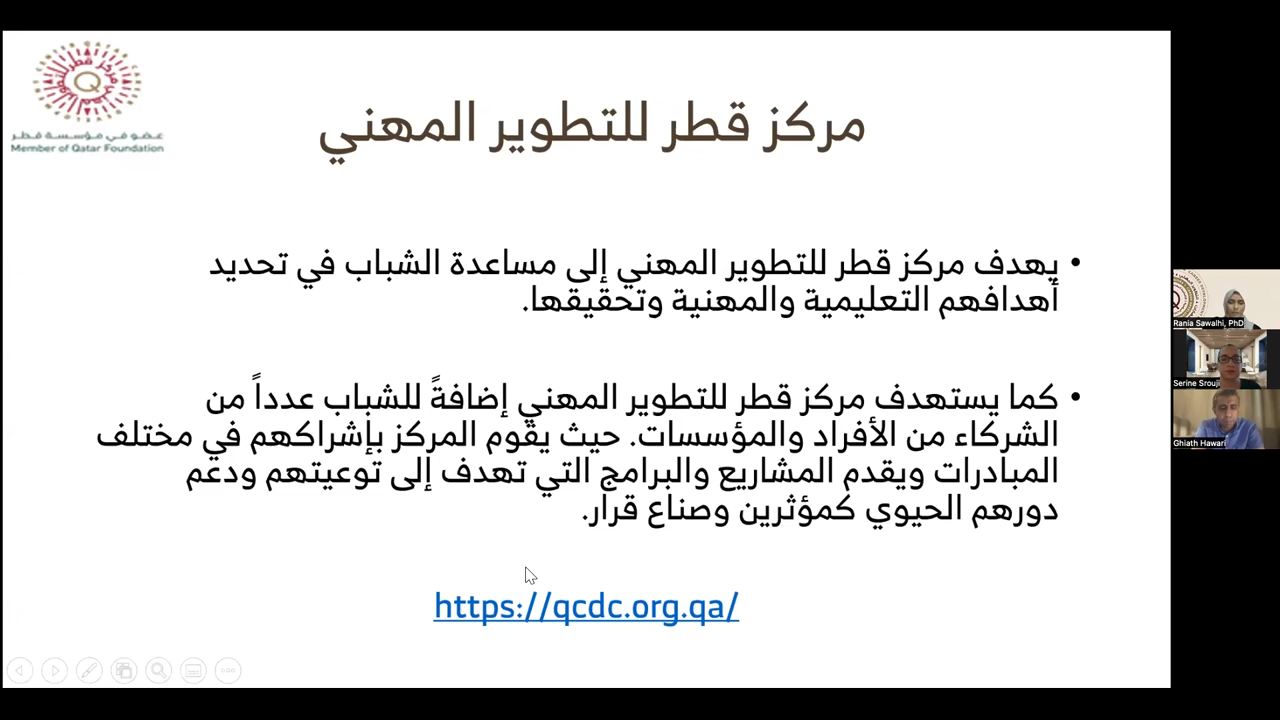 عضو في مؤسسة قطر
Member of Qatar Foundation
مركز قطر للتطوير المهني
• يهدف مركز قطر للتطوير المهني إلى مساعدة الشباب في تحديد
أهدافهم التعليمية والمهنية وتحقيقها.
• كما يستهدف مركز قطر للتطوير المهني إضافةً للشباب عدداً من
الشركاء من الأفراد والمؤسسات. حيث يقوم المركز بإشراكهم في مختلف
المبادرات ويقدم المشاريع والبرامج التي تهدف إلى توعيتهم ودعم
دورهم الحيوي كمؤثرين وصناع قرار.
https://qcdc.org.qa/
Rania Sawalhi, PhD
Serine Srouji
Ghiath Hawari